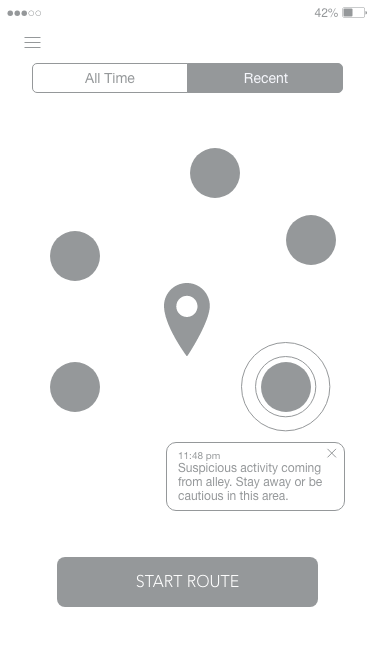 42%
All Time
Recent
11:48 pm
Suspicious activity coming
from alley. Stay away or be
cautious in this area.
START ROUTE